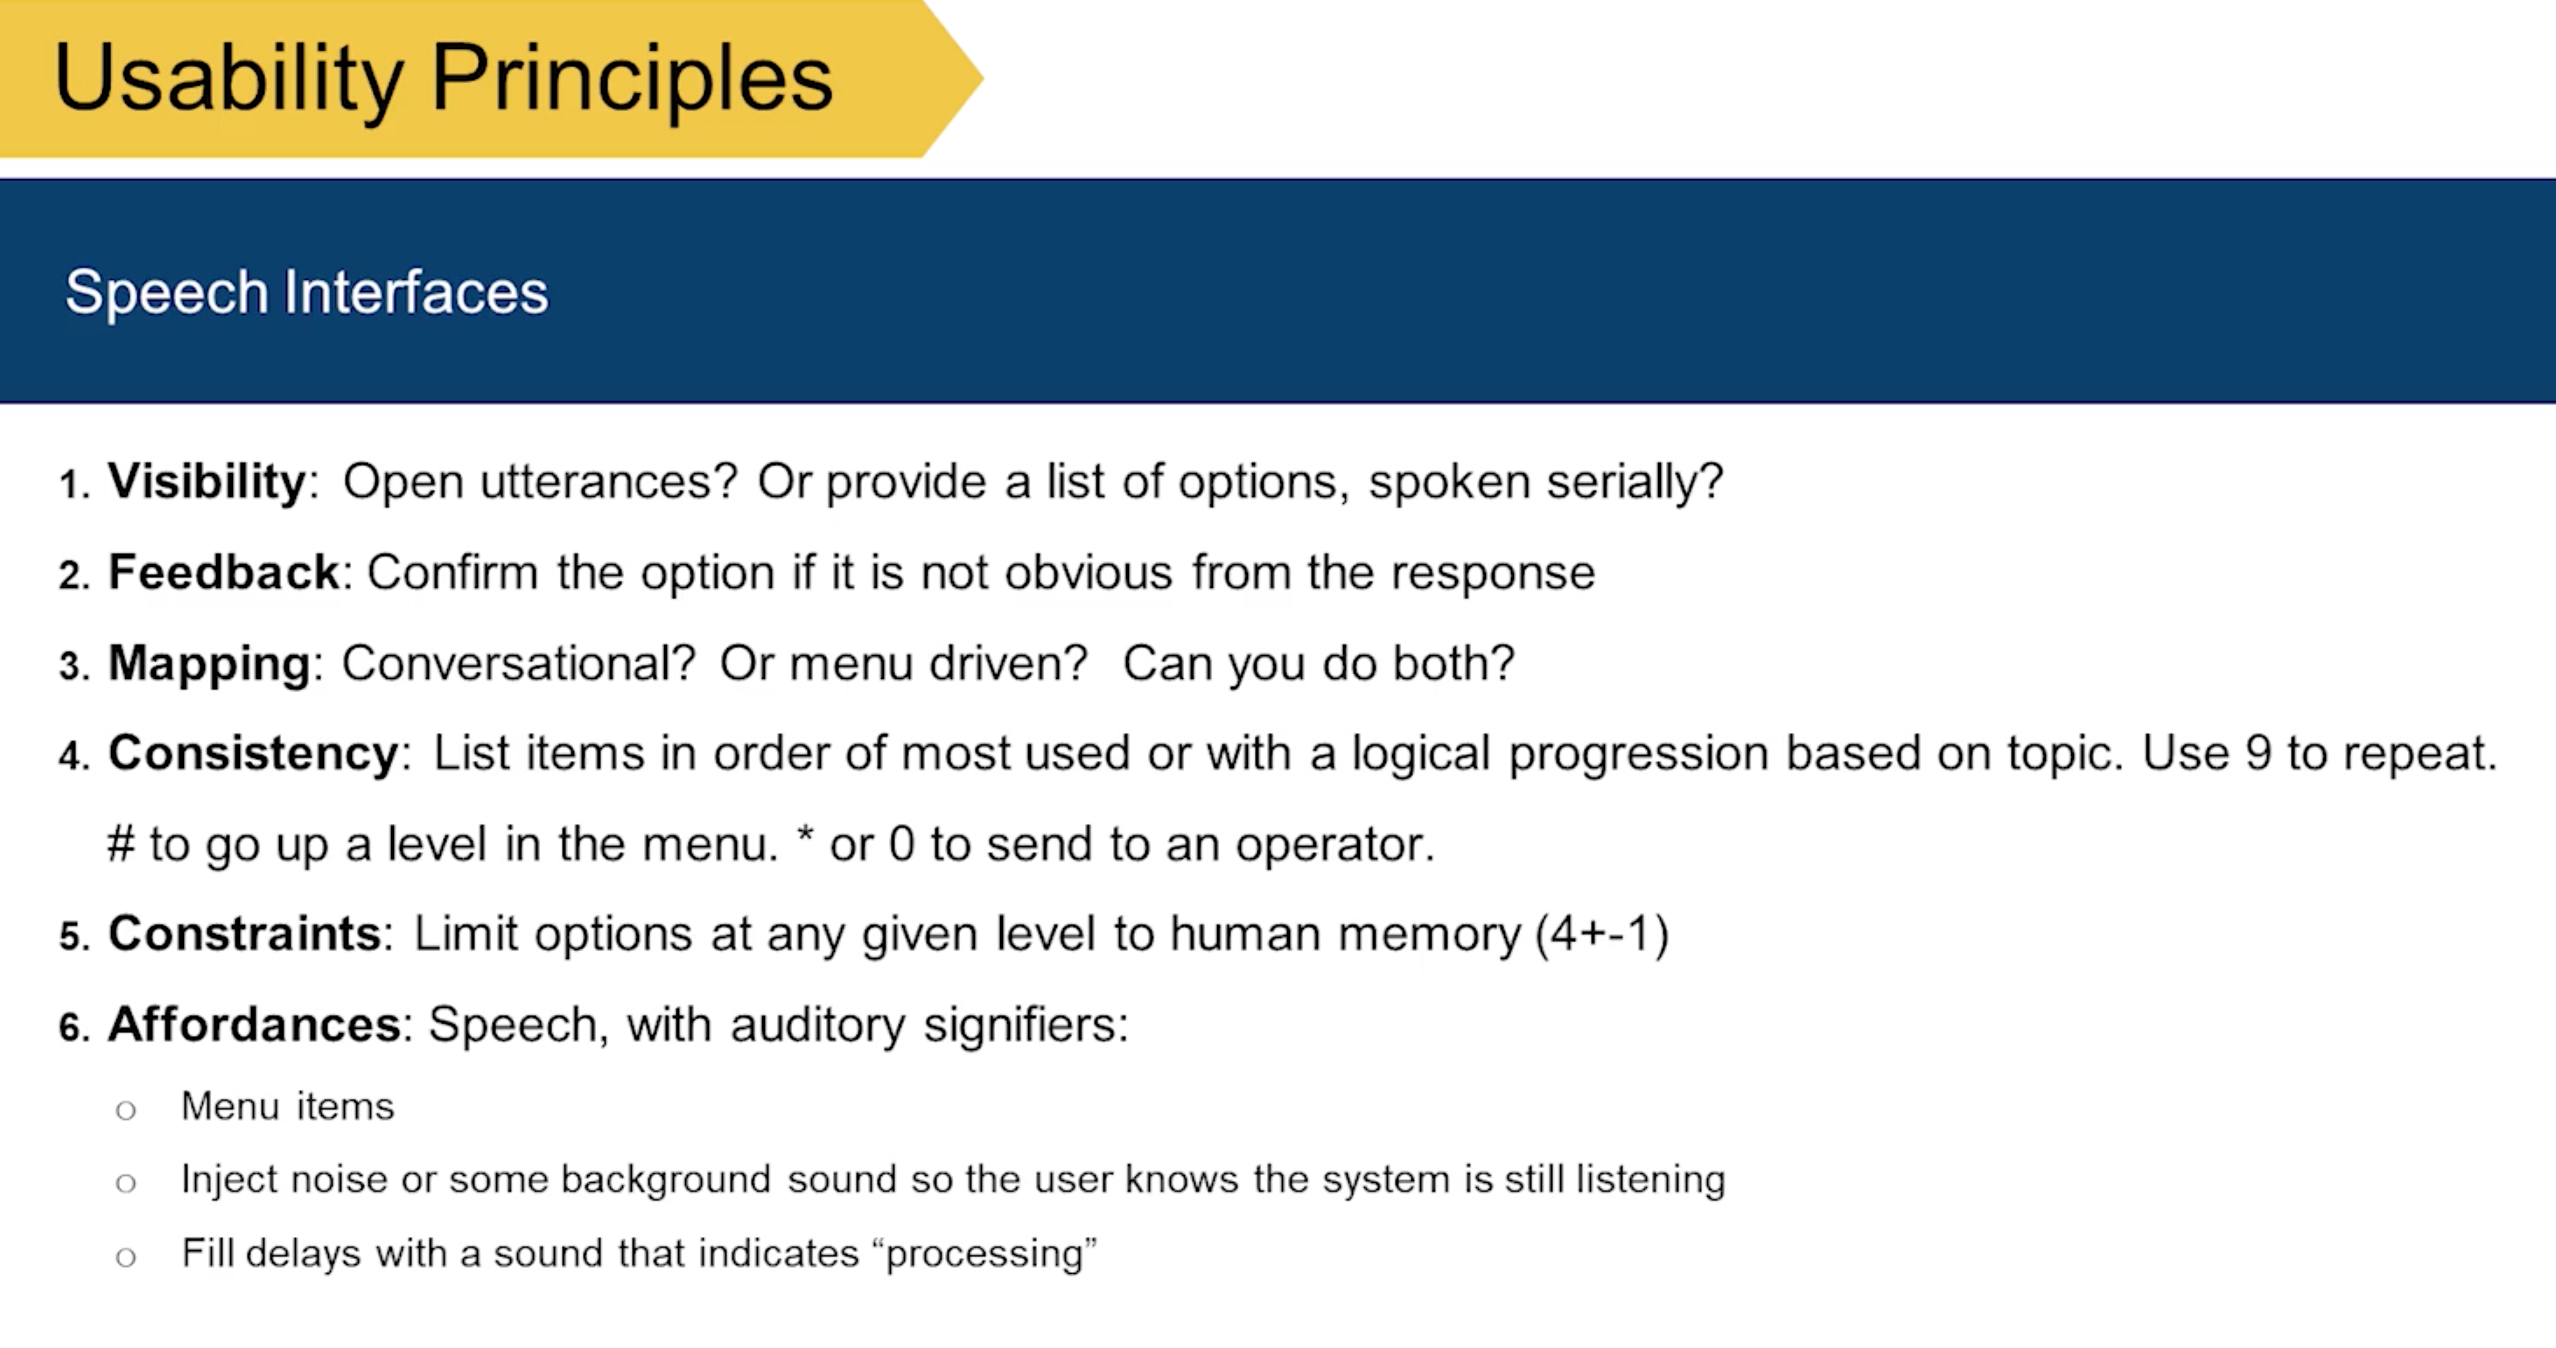 Usability Principles
Speech Interfaces
1. Visibility: Open utterances? Or provide a list of options, spoken serially?
2. Feedback: Confirm the option if it is not obvious from the response
3. Mapping: Conversational? Or menu driven? Can you do both?
4. Consistency: List items in order of most used or with a logical progression based on topic. Use 9 to repeat.
# to go up a level in the menu. * or 0 to send to an operator.
5. Constraints: Limit options at any given level to human memory (4+-1)
6. Affordances: Speech, with auditory signifiers:
o Menu items
o Inject noise or some background sound so the user knows the system is still listening
o Fill delays with a sound that indicates “processing”